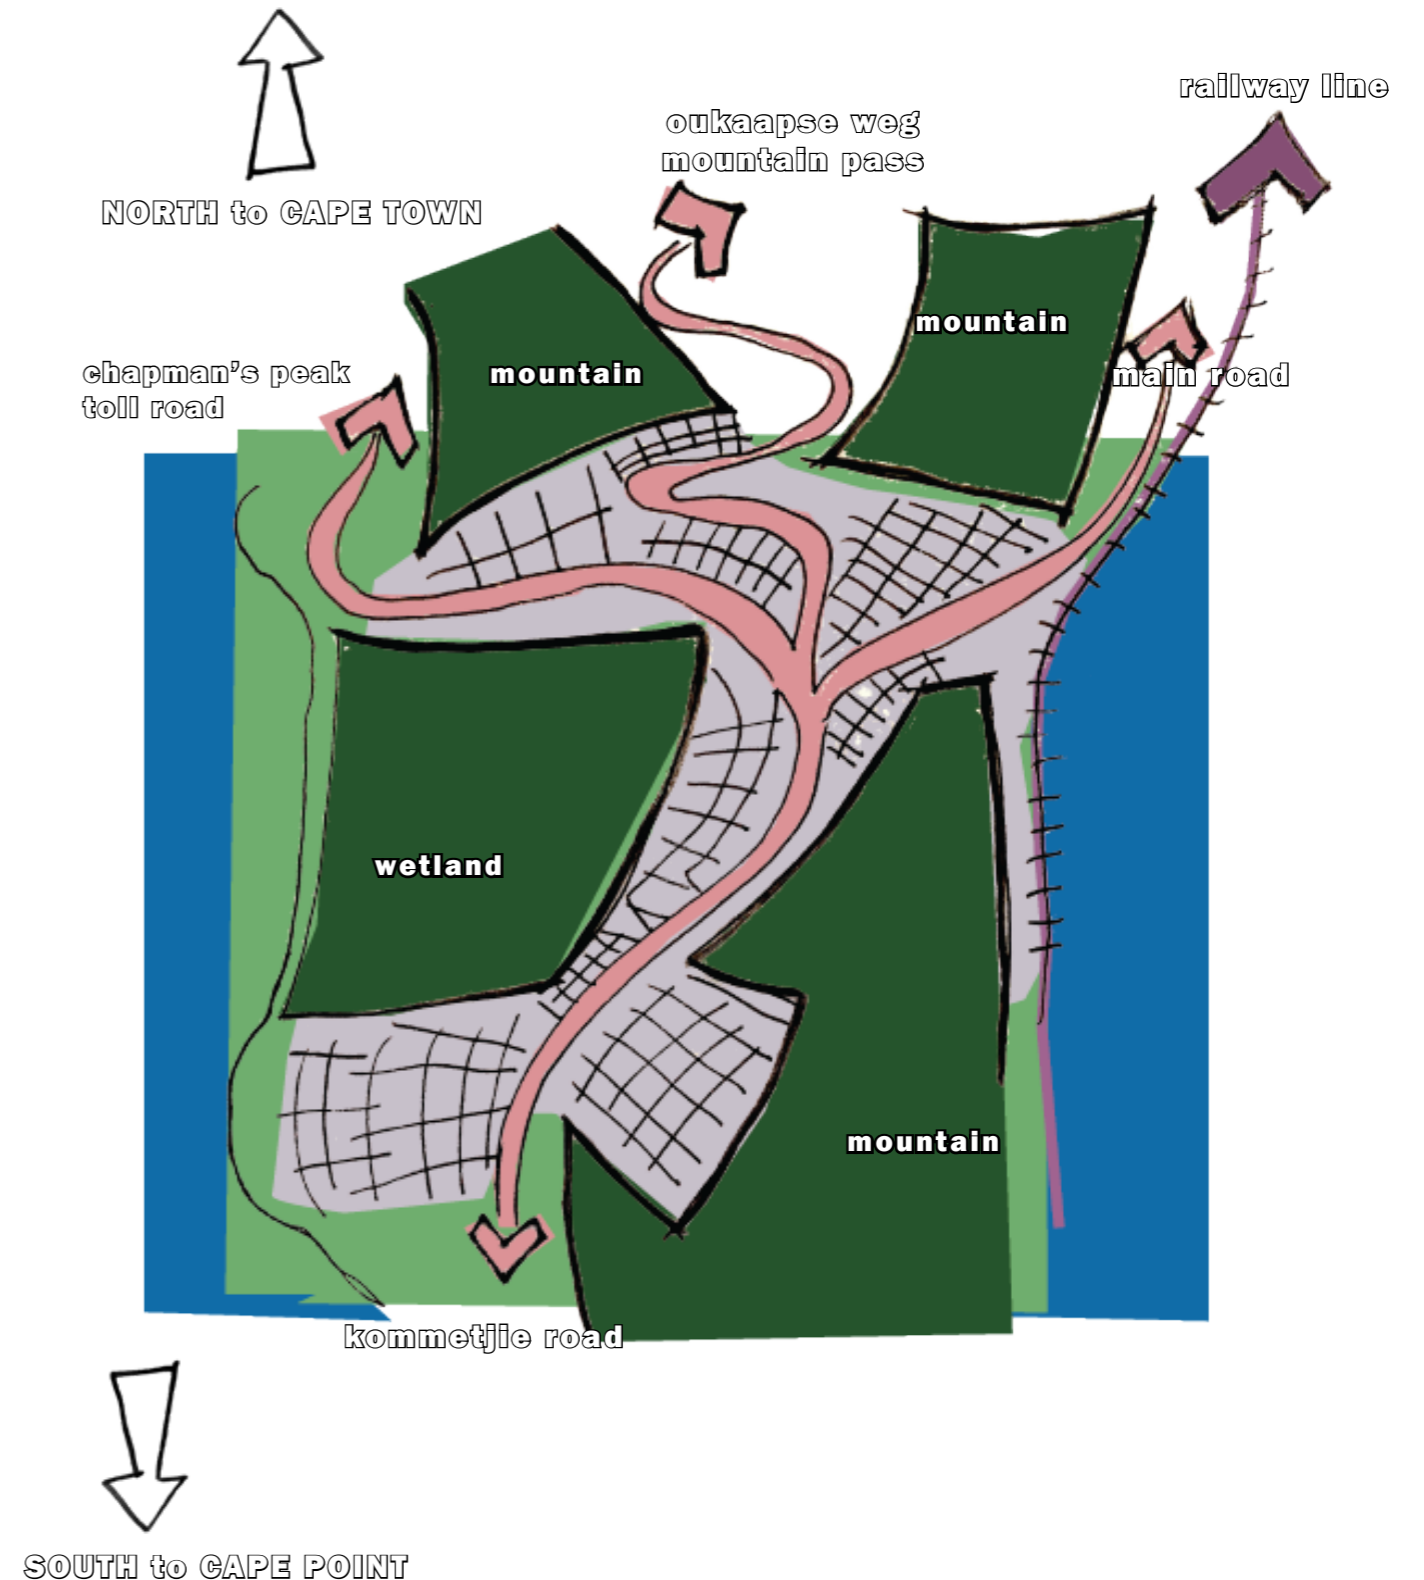 railway line
oukaapse weg
mountain pass
NORTH to CAPE TOWN
mountain
mountain
chapman's peak
toll road
main road
wetland
mountain
kommetjie road
SOUTH to CAPE POINT